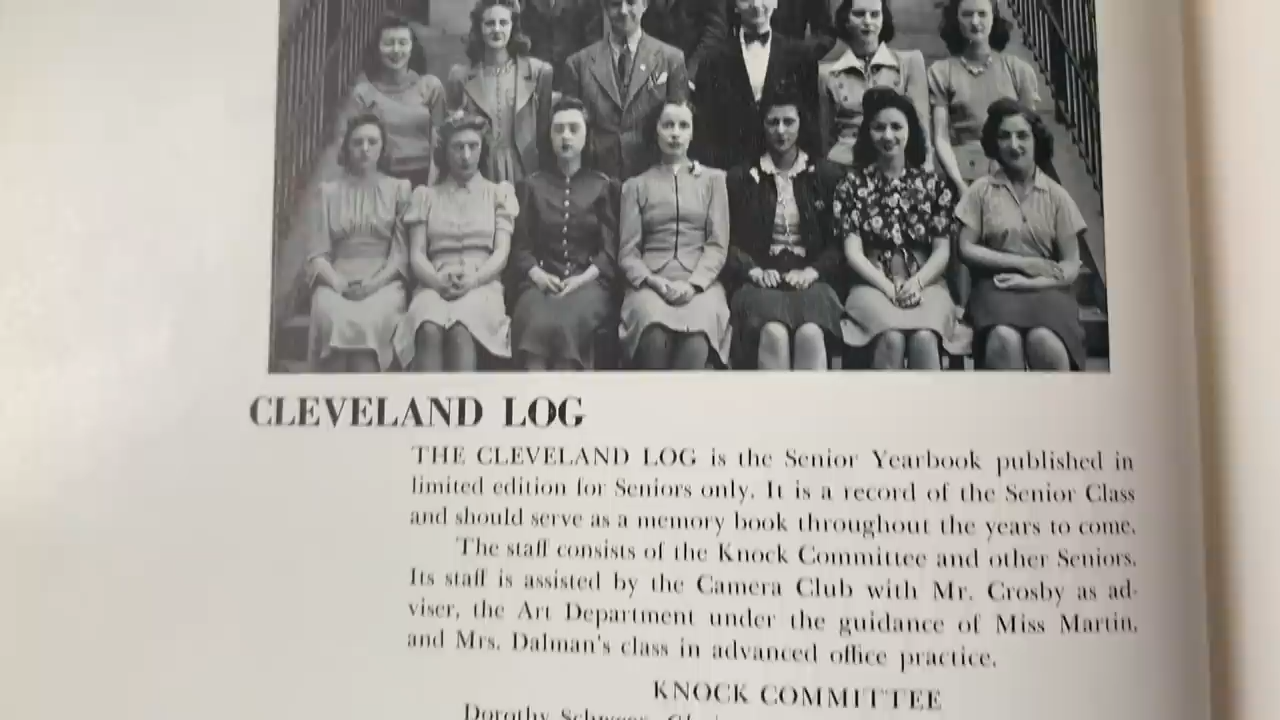 CLEVELAND LOG
THE CLEVELAND LOG is the Senior Yearbook published in
limited edition for Seniors only. It is a record of the Senior Class
and should serve as a memory book throughout the years to come.
The staff consists of the Knock Committee and other Seniors.
Its staff is assisted by the Camera Club with Mr. Crosby as ad-
viser, the Art Department under the guidance of Miss Martin,
and Mrs. Dalman's class in advanced office practice.
KNOCK COMMITTEE
Dorothy